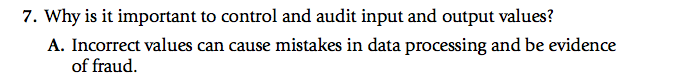 7. Why is it important to control and audit input and output values?
A. Incorrect values can cause mistakes in data processing and be evidence
of fraud.